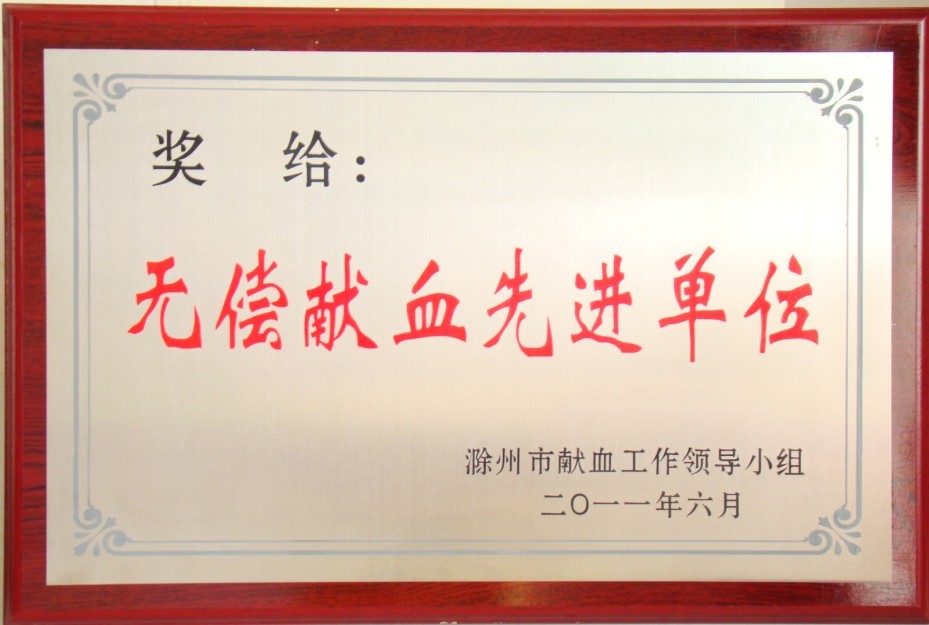 奖 给：
无偿献血先进单位
滁州市献血工作领导小组
二〇一一年六月